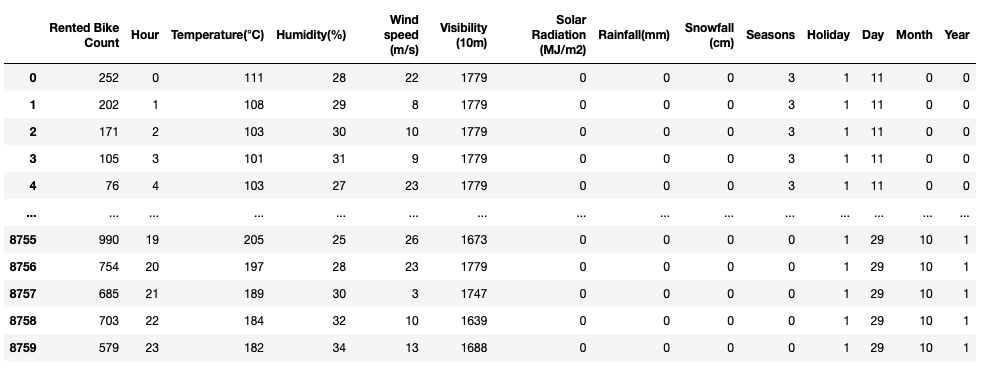 Rented Bike Count Hour Temperature(°C) Humidity(%) Wind speed (m/s) Visibility (10m) Solar Radiation (MJ/m2) Rainfall(mm) Snowfall (cm) Seasons Holiday Day Month Year
0 252 0 111 28 22 1779 0 0 0 3 1 11 0 0
1 202 1 108 29 8 1779 0 0 0 3 1 11 0 0
2 171 2 103 30 10 1779 0 0 0 3 1 11 0 0
3 105 3 101 31 9 1779 0 0 0 3 1 11 0 0
4 76 4 103 27 23 1779 0 0 0 3 1 11 0 0
... ... ... ... ... ... ... ... ... ... ... ... ... ... ...
8755 990 19 205 25 26 1673 0 0 0 0 1 29 10 1
8756 754 20 197 28 23 1779 0 0 0 0 1 29 10 1
8757 685 21 189 30 3 1747 0 0 0 0 1 29 10 1
8758 703 22 184 32 10 1639 0 0 0 0 1 29 10 1
8759 579 23 182 34 13 1688 0 0 0 0 1 29 10 1